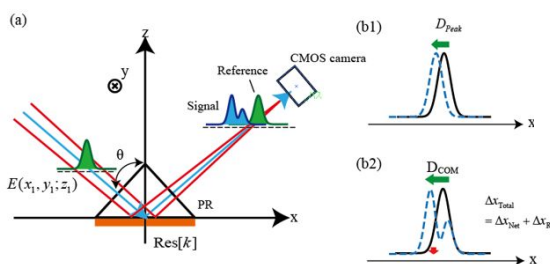 (a)
z
y
CMOS camera
Reference
Signal
θ
E(x₁, y₁; z₁)
PR
x
Res[k]
(b1)
D_Peak
x
(b2)
D_COM
Δx_Total
= Δx_Net + Δx_R
x